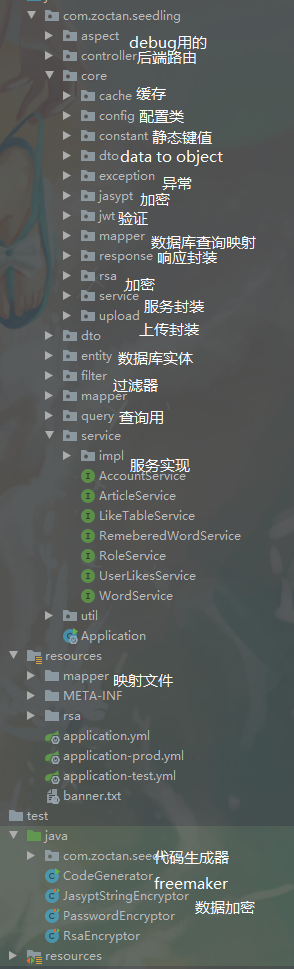 com.zoctan.seedling
aspect debug用的
controller 后端路由
core
cache 缓存
config 配置类
constant 静态键值
dto data to object
exception 异常
jasypt 加密
jwt 验证
mapper 数据库查询映射
response 响应封装
rsa 加密
service 服务封装
upload 上传封装
dto
entity 数据库实体
filter 过滤器
mapper
query 查询用
service
impl 服务实现
AccountService
ArticleService
LikeTableService
RemeberedWordService
RoleService
UserLikesService
WordService
util
Application
resources
mapper 映射文件
META-INF
rsa
application.yml
application-prod.yml
application-test.yml
banner.txt
test
java
com.zoctan.seed 代码生成器
CodeGenerator freemaker
JasyptStringEncryptor
PasswordEncryptor 数据加密
RsaEncryptor
resources